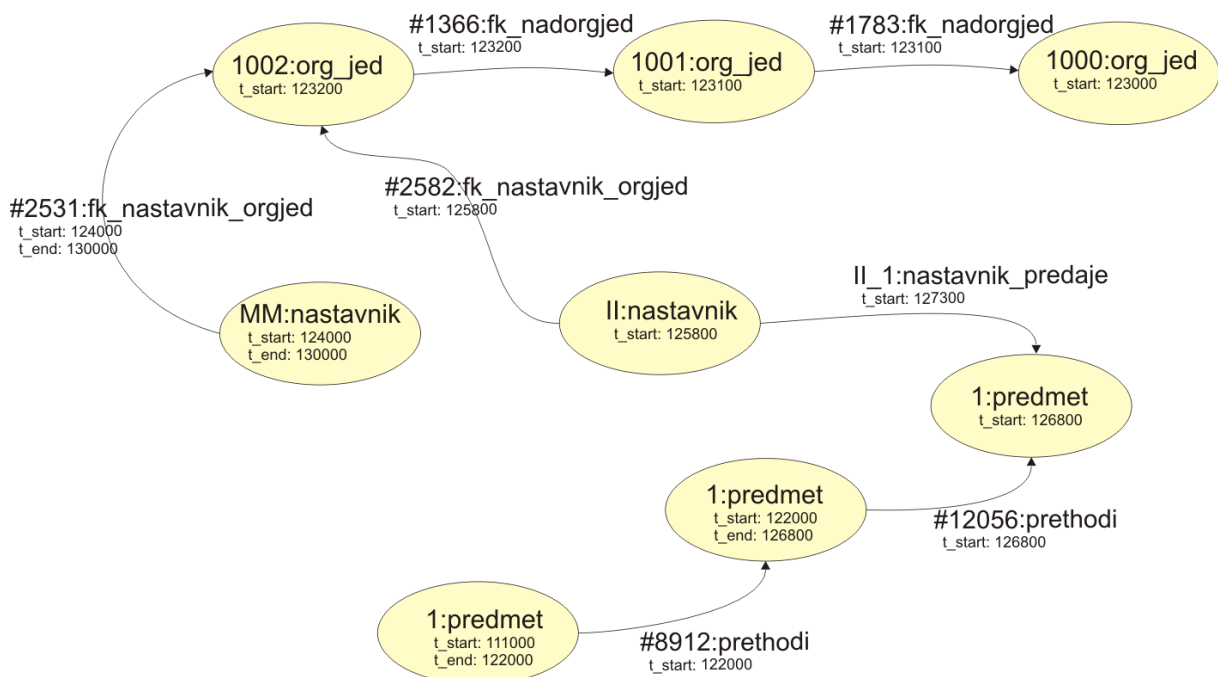 #1366:fk_nadorgjed
t_start: 123200
#1783:fk_nadorgjed
t_start: 123100
1002:org_jed
t_start: 123200
1001:org_jed
t_start: 123100
1000:org_jed
t_start: 123000
#2531:fk_nastavnik_orgjed
t_start: 124000
t_end: 130000
#2582:fk_nastavnik_orgjed
t_start: 125800
MM:nastavnik
t_start: 124000
t_end: 130000
II:nastavnik
t_start: 125800
II_1:nastavnik_predaje
t_start: 127300
1:predmet
t_start: 126800
1:predmet
t_start: 122000
t_end: 126800
#12056:prethodi
t_start: 126800
1:predmet
t_start: 111000
t_end: 122000
#8912:prethodi
t_start: 122000